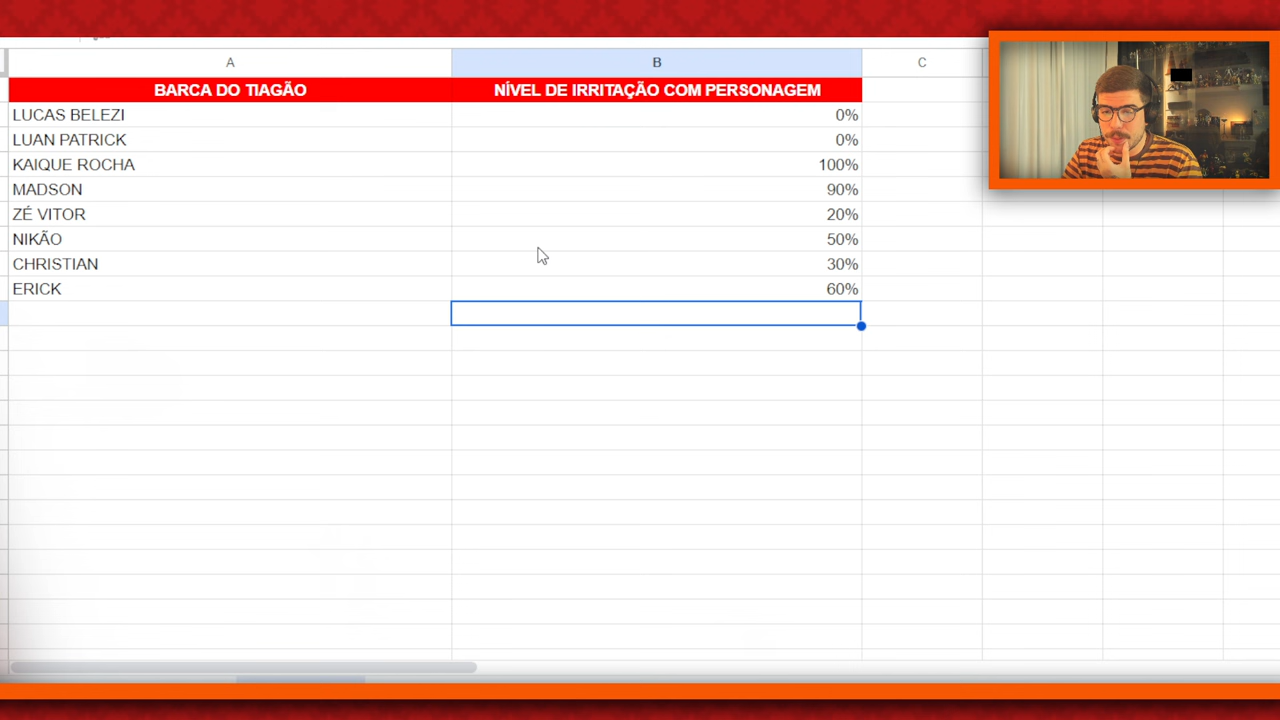 A B C
BARCA DO TIAGÃO NÍVEL DE IRRITAÇÃO COM PERSONAGEM
LUCAS BELEZI 0%
LUAN PATRICK 0%
KAIQUE ROCHA 100%
MADSON 90%
ZÉ VITOR 20%
NIKÃO 50%
CHRISTIAN 30%
ERICK 60%